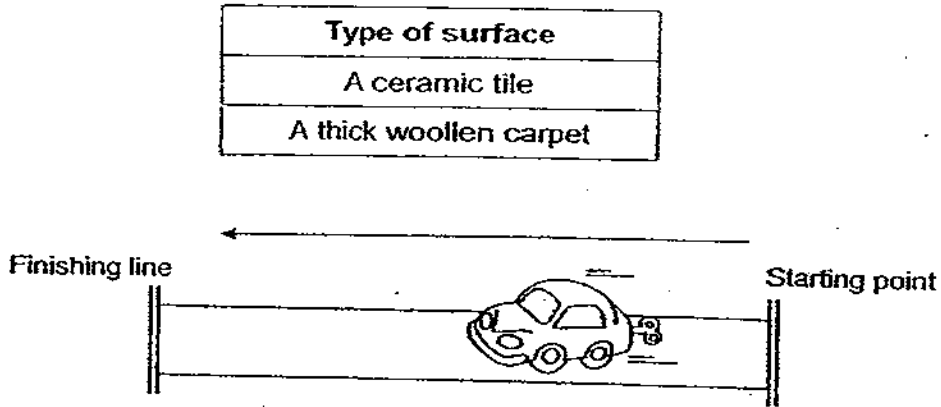 Type of surface
A ceramic tile
A thick woollen carpet
Finishing line
Starting point